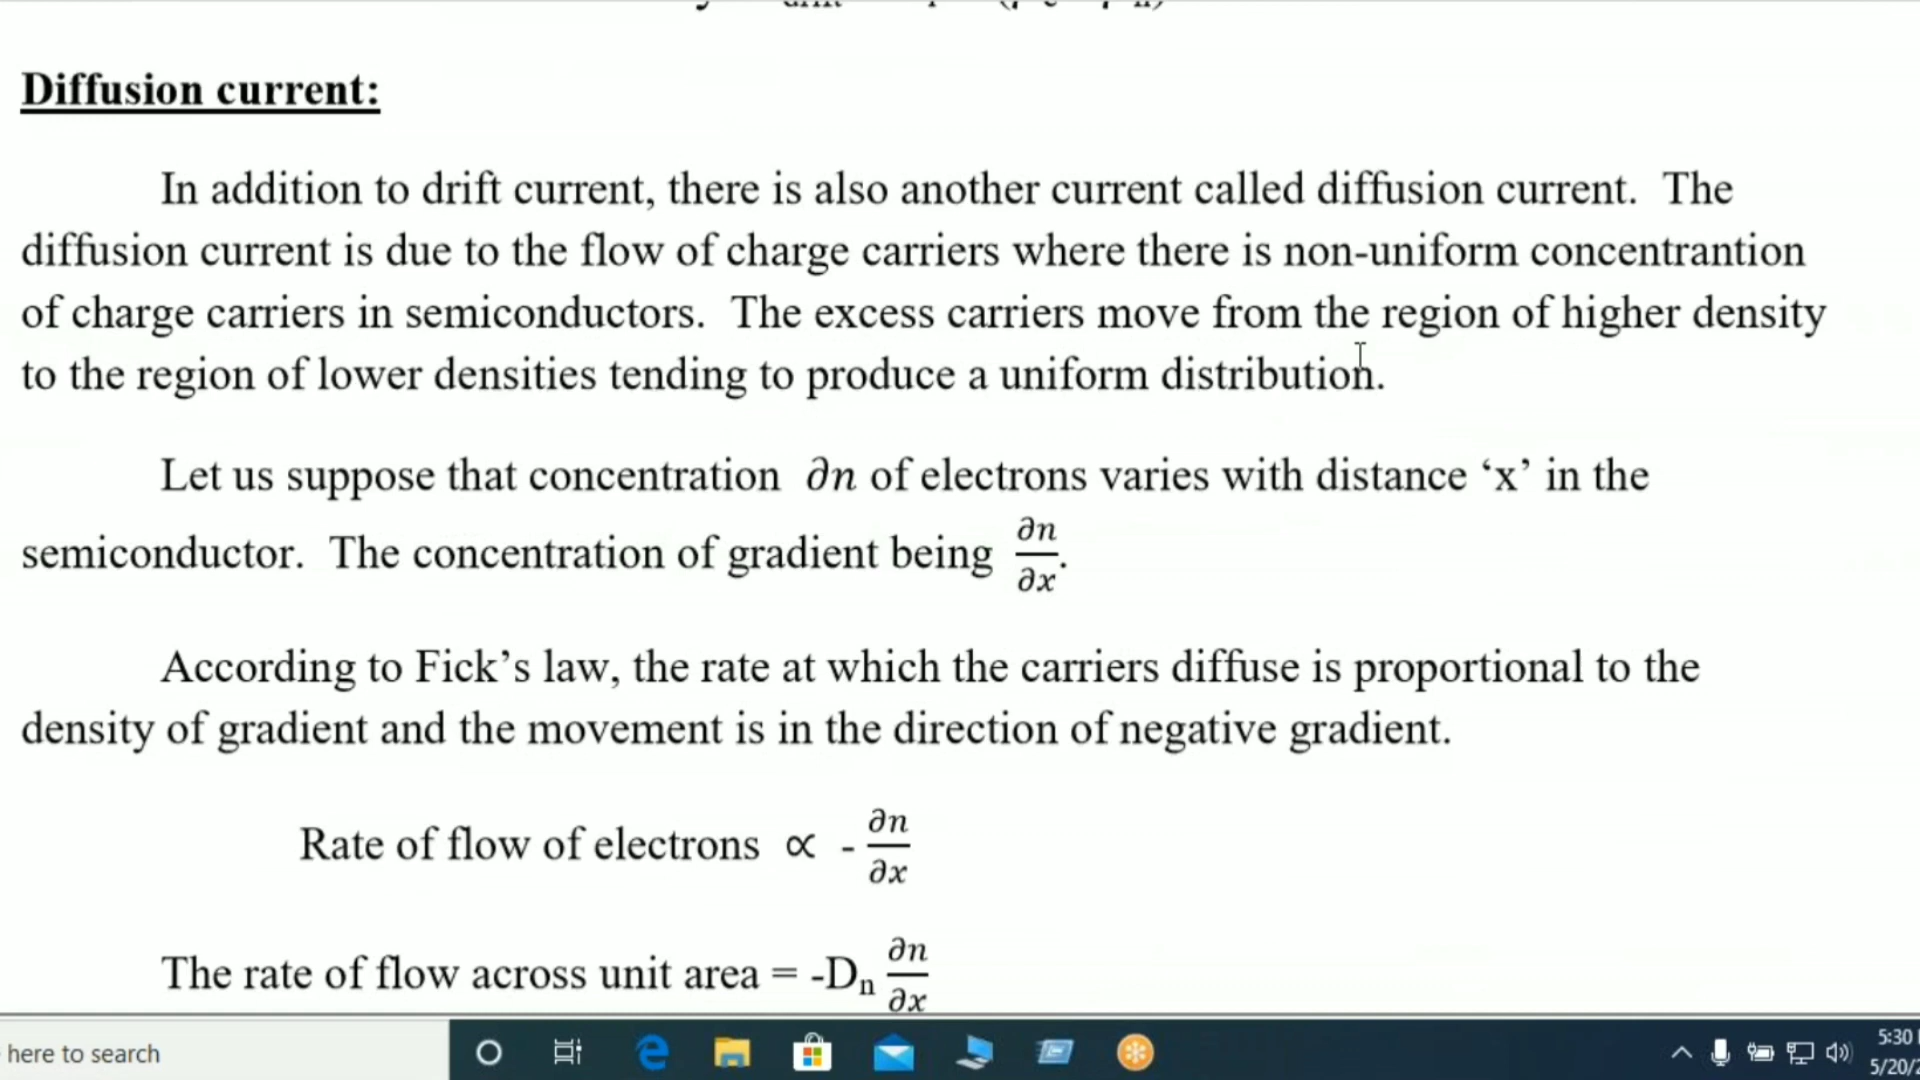 Diffusion current:
In addition to drift current, there is also another current called diffusion current. The
diffusion current is due to the flow of charge carriers where there is non-uniform concentrantion
of charge carriers in semiconductors. The excess carriers move from the region of higher density
to the region of lower densities tending to produce a uniform distribution.
Let us suppose that concentration ∂n of electrons varies with distance ‘x’ in the
semiconductor. The concentration of gradient being ∂n/∂x.
According to Fick’s law, the rate at which the carriers diffuse is proportional to the
density of gradient and the movement is in the direction of negative gradient.
Rate of flow of electrons ∝ - ∂n/∂x
The rate of flow across unit area = -Dn ∂n/∂x
here to search
5:30
5/20/